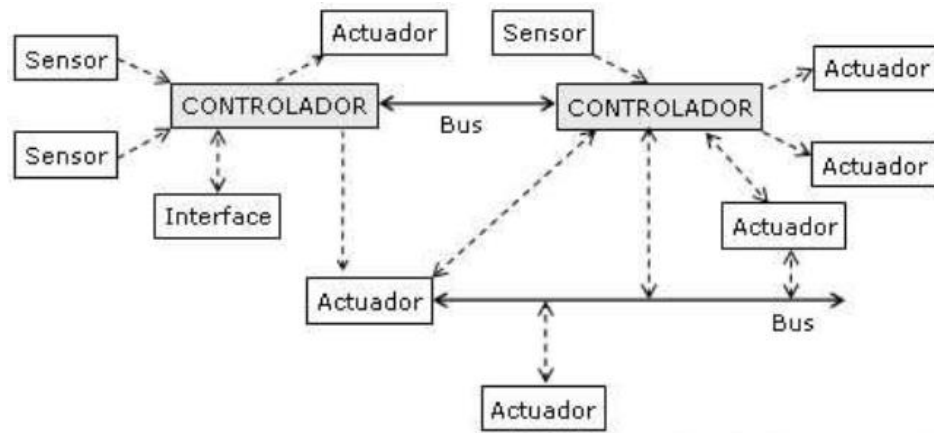 Actuador
Sensor
Sensor
Actuador
CONTROLADOR
Bus
CONTROLADOR
Sensor
Actuador
Interface
Actuador
Actuador
Bus
Actuador